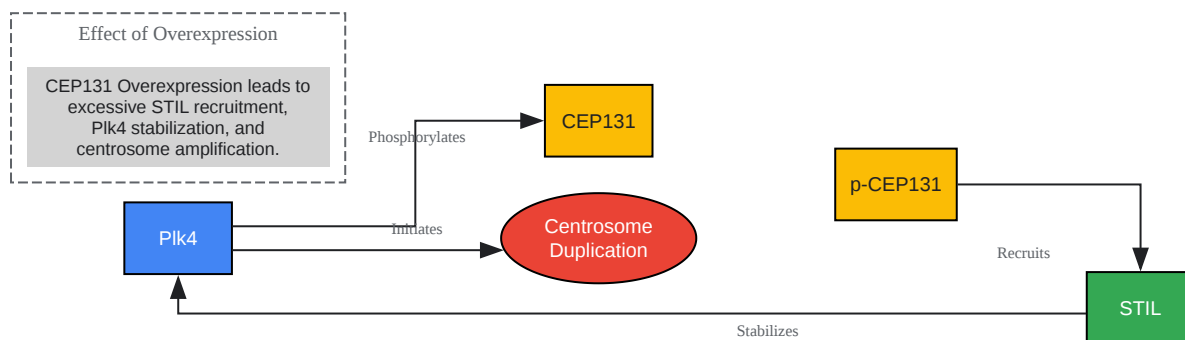 Effect of Overexpression
CEP131 Overexpression leads to
excessive STIL recruitment,
Plk4 stabilization, and
centrosome amplification.
Phosphorylates
CEP131
p-CEP131
Plk4
Initiates
Centrosome
Duplication
Recruits
STIL
Stabilizes